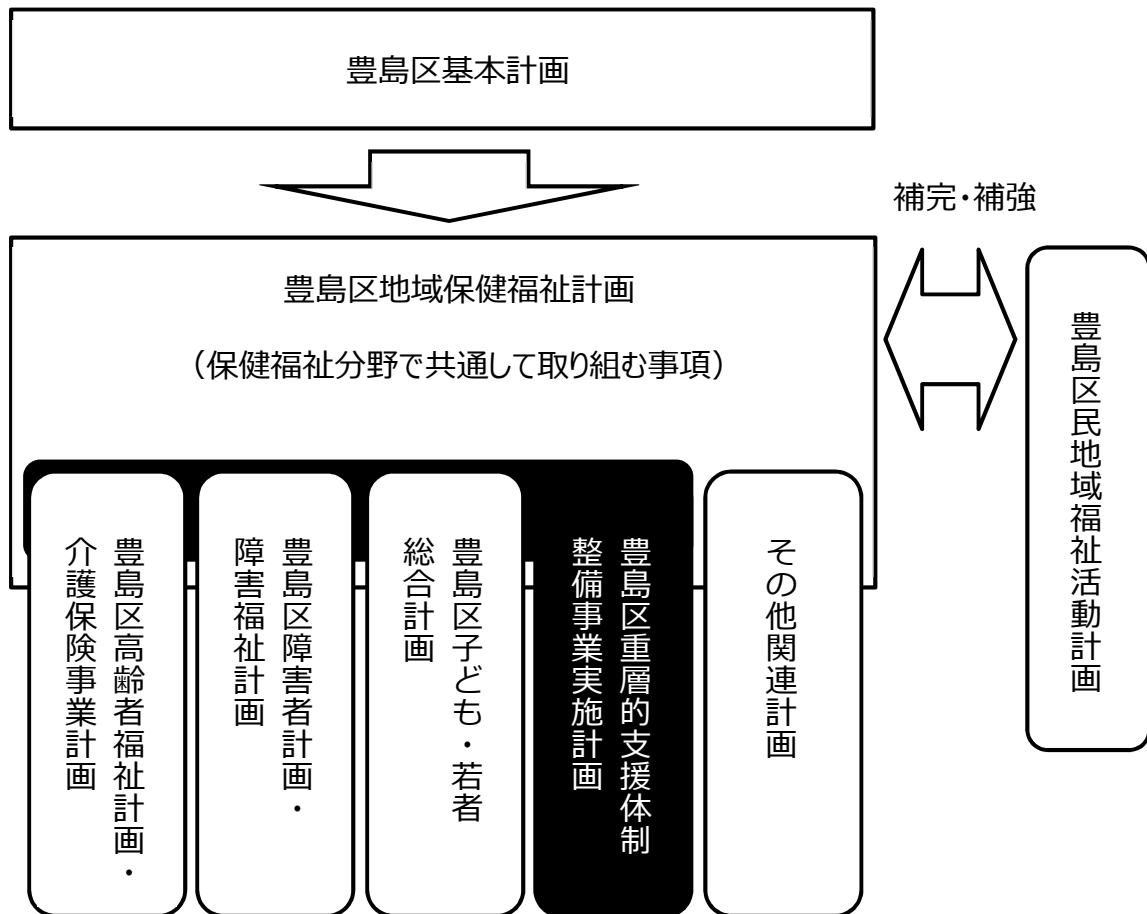 豊島区基本計画
補完・補強
豊島区地域保健福祉計画
（保健福祉分野で共通して取り組む事項）
豊島区高齢者福祉計画・
介護保険事業計画
豊島区障害者計画・
障害福祉計画
豊島区子ども・若者
総合計画
豊島区重層的支援体制
整備事業実施計画
その他関連計画
豊島区民地域福祉活動計画